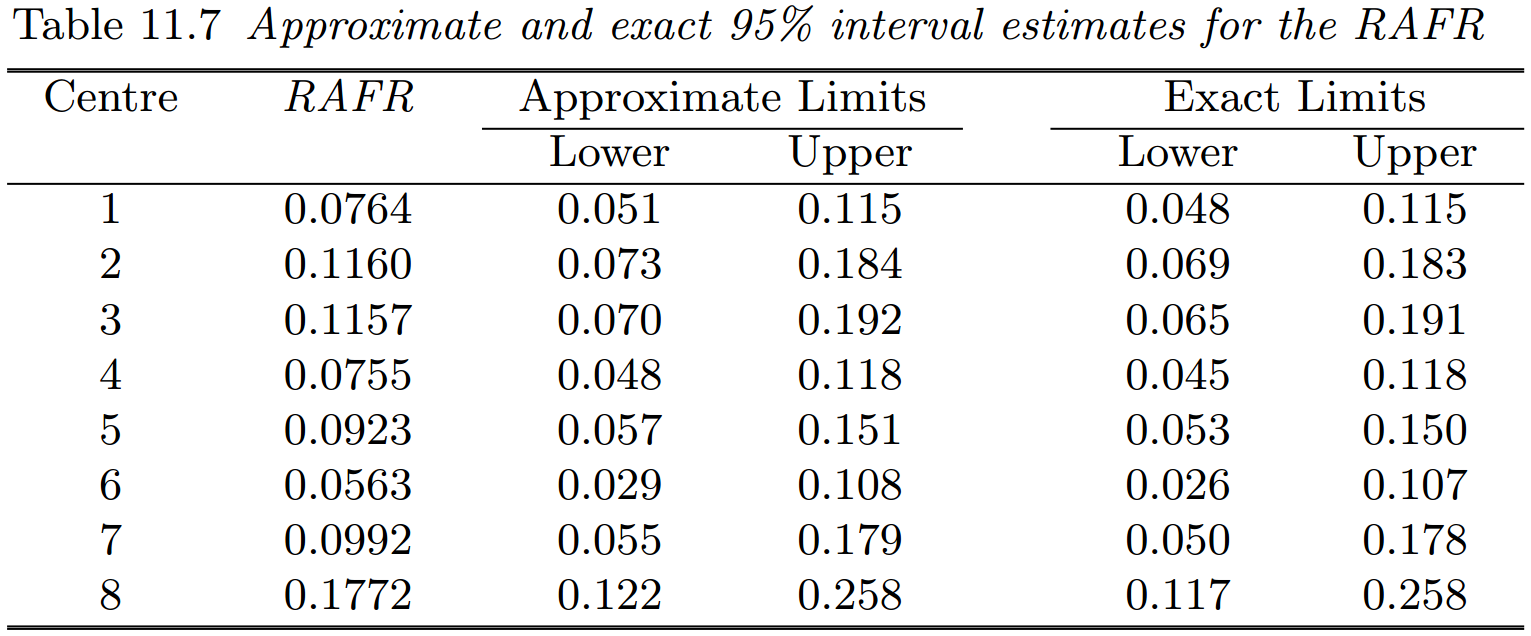 Table 11.7 Approximate and exact 95% interval estimates for the RAFR
Centre RAFR Approximate Limits Exact Limits
Lower Upper Lower Upper
1 0.0764 0.051 0.115 0.048 0.115
2 0.1160 0.073 0.184 0.069 0.183
3 0.1157 0.070 0.192 0.065 0.191
4 0.0755 0.048 0.118 0.045 0.118
5 0.0923 0.057 0.151 0.053 0.150
6 0.0563 0.029 0.108 0.026 0.107
7 0.0992 0.055 0.179 0.050 0.178
8 0.1772 0.122 0.258 0.117 0.258